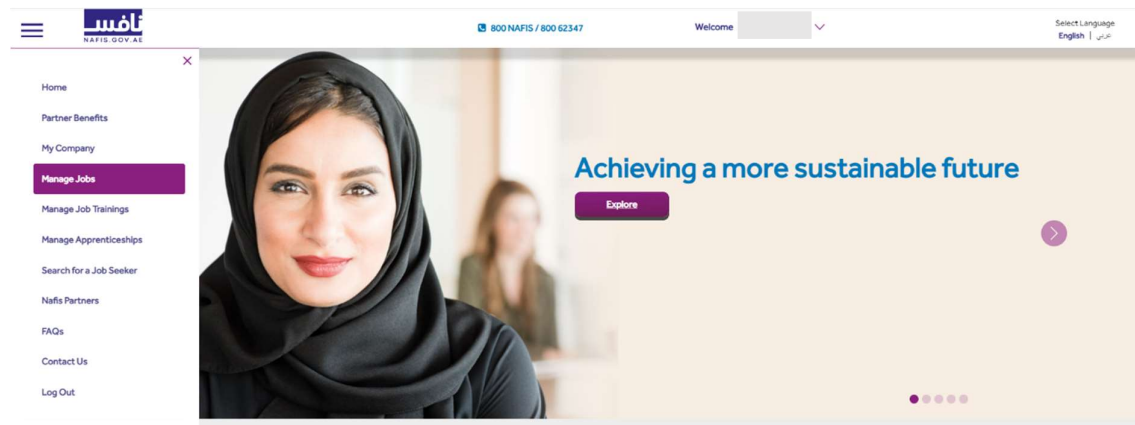 نافس
NAFIS.GOV.AE
800 NAFIS / 800 62347
Welcome
Select Language
English | عربي
Home
Partner Benefits
My Company
Manage Jobs
Manage Job Trainings
Manage Apprenticeships
Search for a Job Seeker
Nafis Partners
FAQs
Contact Us
Log Out
Achieving a more sustainable future
Explore